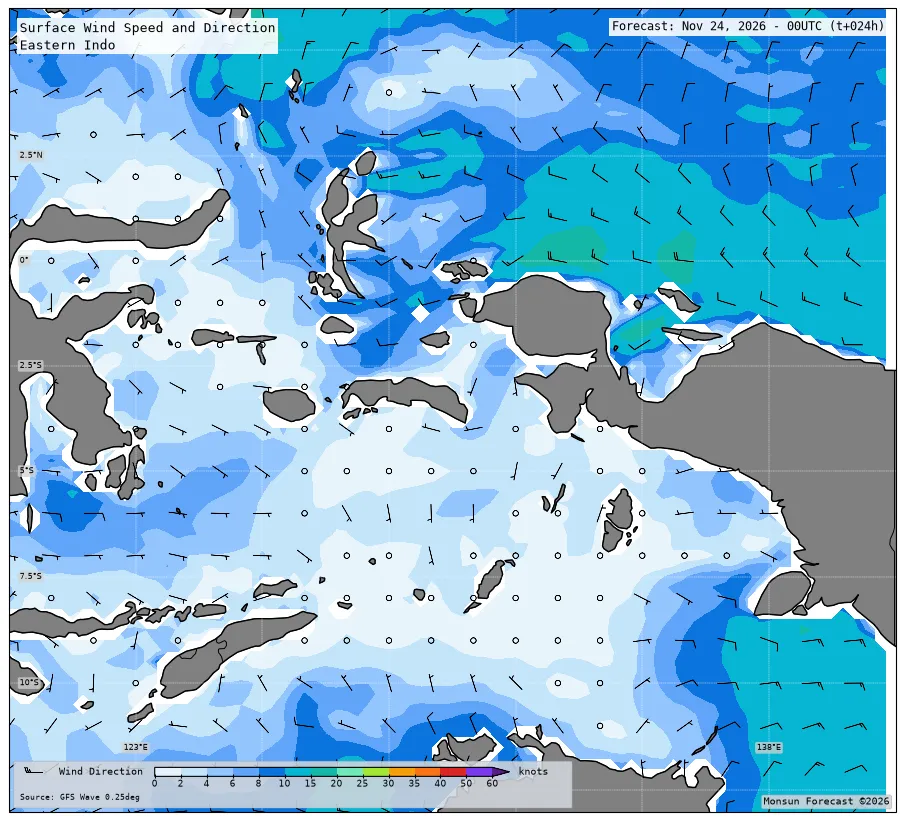 Surface Wind Speed and Direction
Eastern Indo
Forecast: Nov 24, 2026 - 00UTC (t+024h)
2.5°N
0°
2.5°S
5°S
7.5°S
10°S
123°E
138°E
Wind Direction
knots
0 2 4 6 8 10 15 20 25 30 35 40 50 60
Source: GFS Wave 0.25deg
Monsun Forecast ©2026